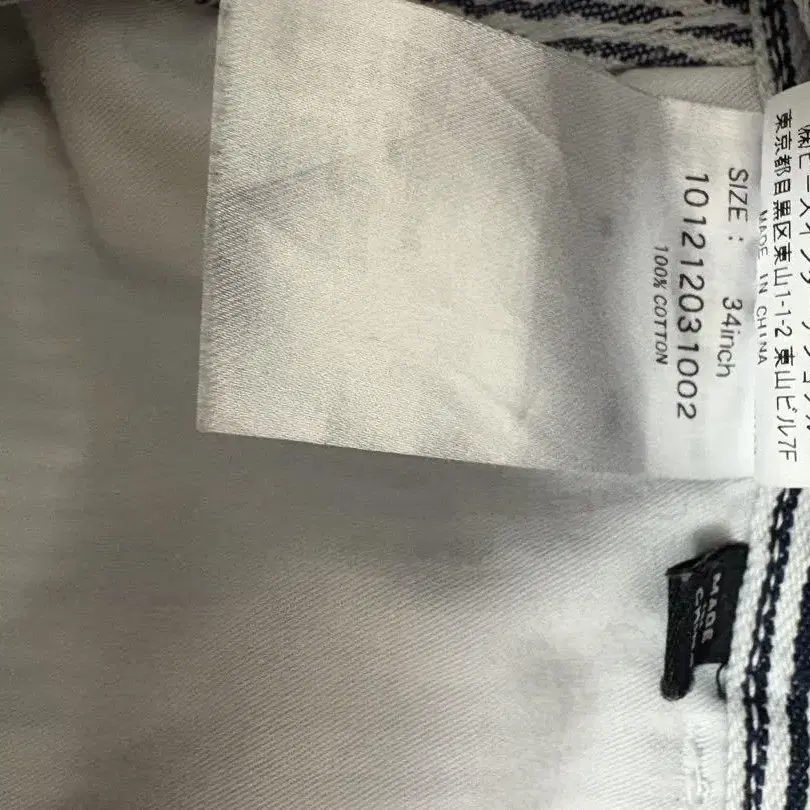 SIZE : 34inch
101212031002
100% COTTON
東京都目黒区東山1-1-2 東山ビル7F
MADE IN CHINA
MADE